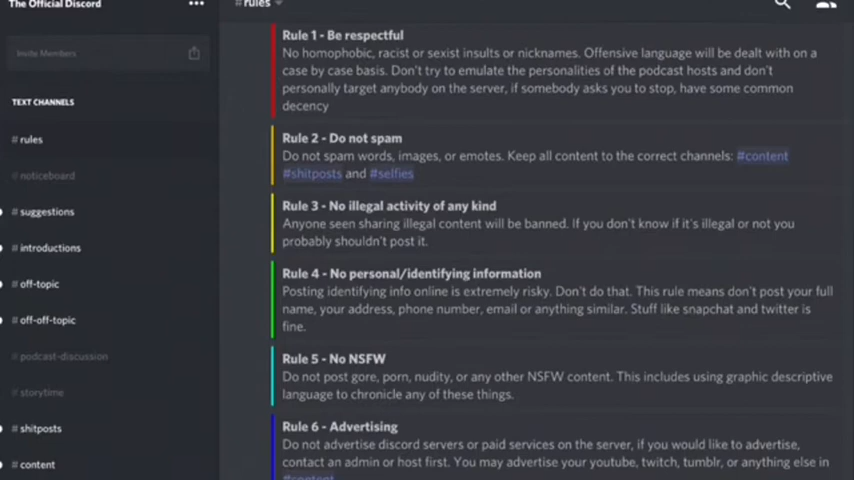 The Official Discord
Invite Members
TEXT CHANNELS
# rules
# noticeboard
# suggestions
# introductions
# off-topic
# off-off-topic
# podcast-discussion
# storytime
# shitposts
# content
# rules
Rule 1 - Be respectful
No homophobic, racist or sexist insults or nicknames. Offensive language will be dealt with on a
case by case basis. Don't try to emulate the personalities of the podcast hosts and don't
personally target anybody on the server, if somebody asks you to stop, have some common
decency
Rule 2 - Do not spam
Do not spam words, images, or emotes. Keep all content to the correct channels: #content
#shitposts and #selfies
Rule 3 - No illegal activity of any kind
Anyone seen sharing illegal content will be banned. If you don't know if it's illegal or not you
probably shouldn't post it.
Rule 4 - No personal/identifying information
Posting identifying info online is extremely risky. Don't do that. This rule means don't post your full
name, your address, phone number, email or anything similar. Stuff like snapchat and twitter is
fine.
Rule 5 - No NSFW
Do not post gore, porn, nudity, or any other NSFW content. This includes using graphic descriptive
language to chronicle any of these things.
Rule 6 - Advertising
Do not advertise discord servers or paid services on the server, if you would like to advertise,
contact an admin or host first. You may advertise your youtube, twitch, tumblr, or anything else in
#content